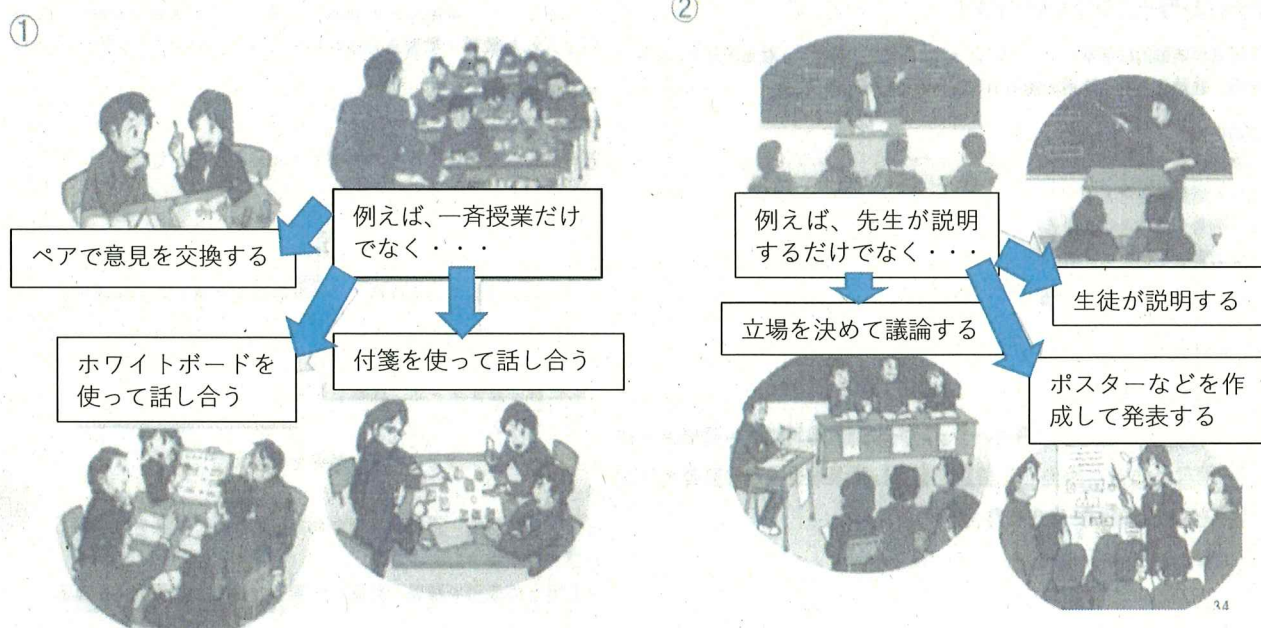 ①
例えば、一斉授業だけ
でなく・・・
ペアで意見を交換する
ホワイトボードを
使って話し合う
付箋を使って話し合う
②
例えば、先生が説明
するだけでなく・・・
生徒が説明する
立場を決めて議論する
ポスターなどを作
成して発表する
34